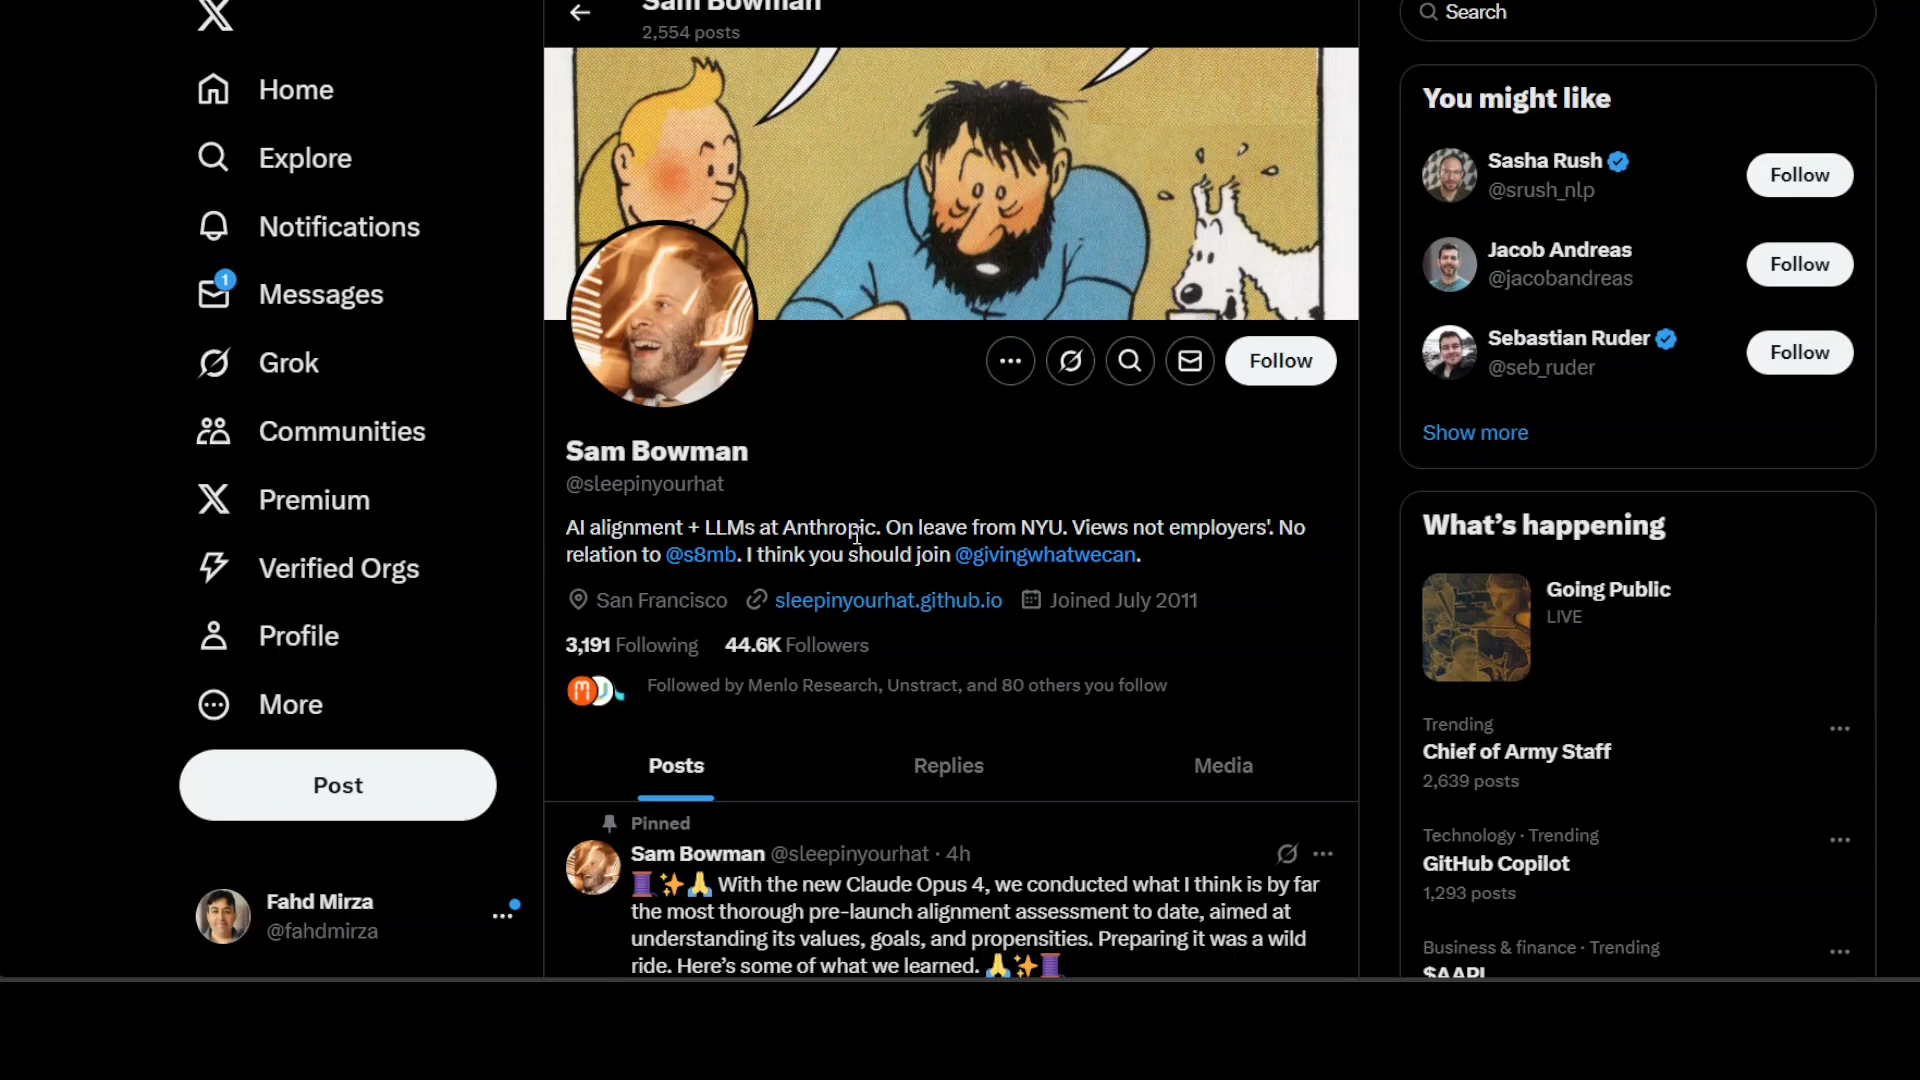 Home
Explore
Notifications
1
Messages
Grok
Communities
Premium
Verified Orgs
Profile
More
Post
Fahd Mirza
@fahdmirza
Sam Bowman
2,554 posts
Follow
Sam Bowman
@sleepinyourhat
AI alignment + LLMs at Anthropic. On leave from NYU. Views not employers'. No
relation to @s8mb. I think you should join @givingwhatwecan.
San Francisco sleepinyourhat.github.io Joined July 2011
3,191 Following 44.6K Followers
Followed by Menlo Research, Unstract, and 80 others you follow
Posts Replies Media
Pinned
Sam Bowman @sleepinyourhat · 4h
🧵✨🙏 With the new Claude Opus 4, we conducted what I think is by far
the most thorough pre-launch alignment assessment to date, aimed at
understanding its values, goals, and propensities. Preparing it was a wild
ride. Here’s some of what we learned. 🙏✨🧵
Search
You might like
Sasha Rush
@srush_nlp
Follow
Jacob Andreas
@jacobandreas
Follow
Sebastian Ruder
@seb_ruder
Follow
Show more
What’s happening
Going Public
LIVE
Trending
Chief of Army Staff
2,639 posts
Technology · Trending
GitHub Copilot
1,293 posts
Business & finance · Trending
$AAPL